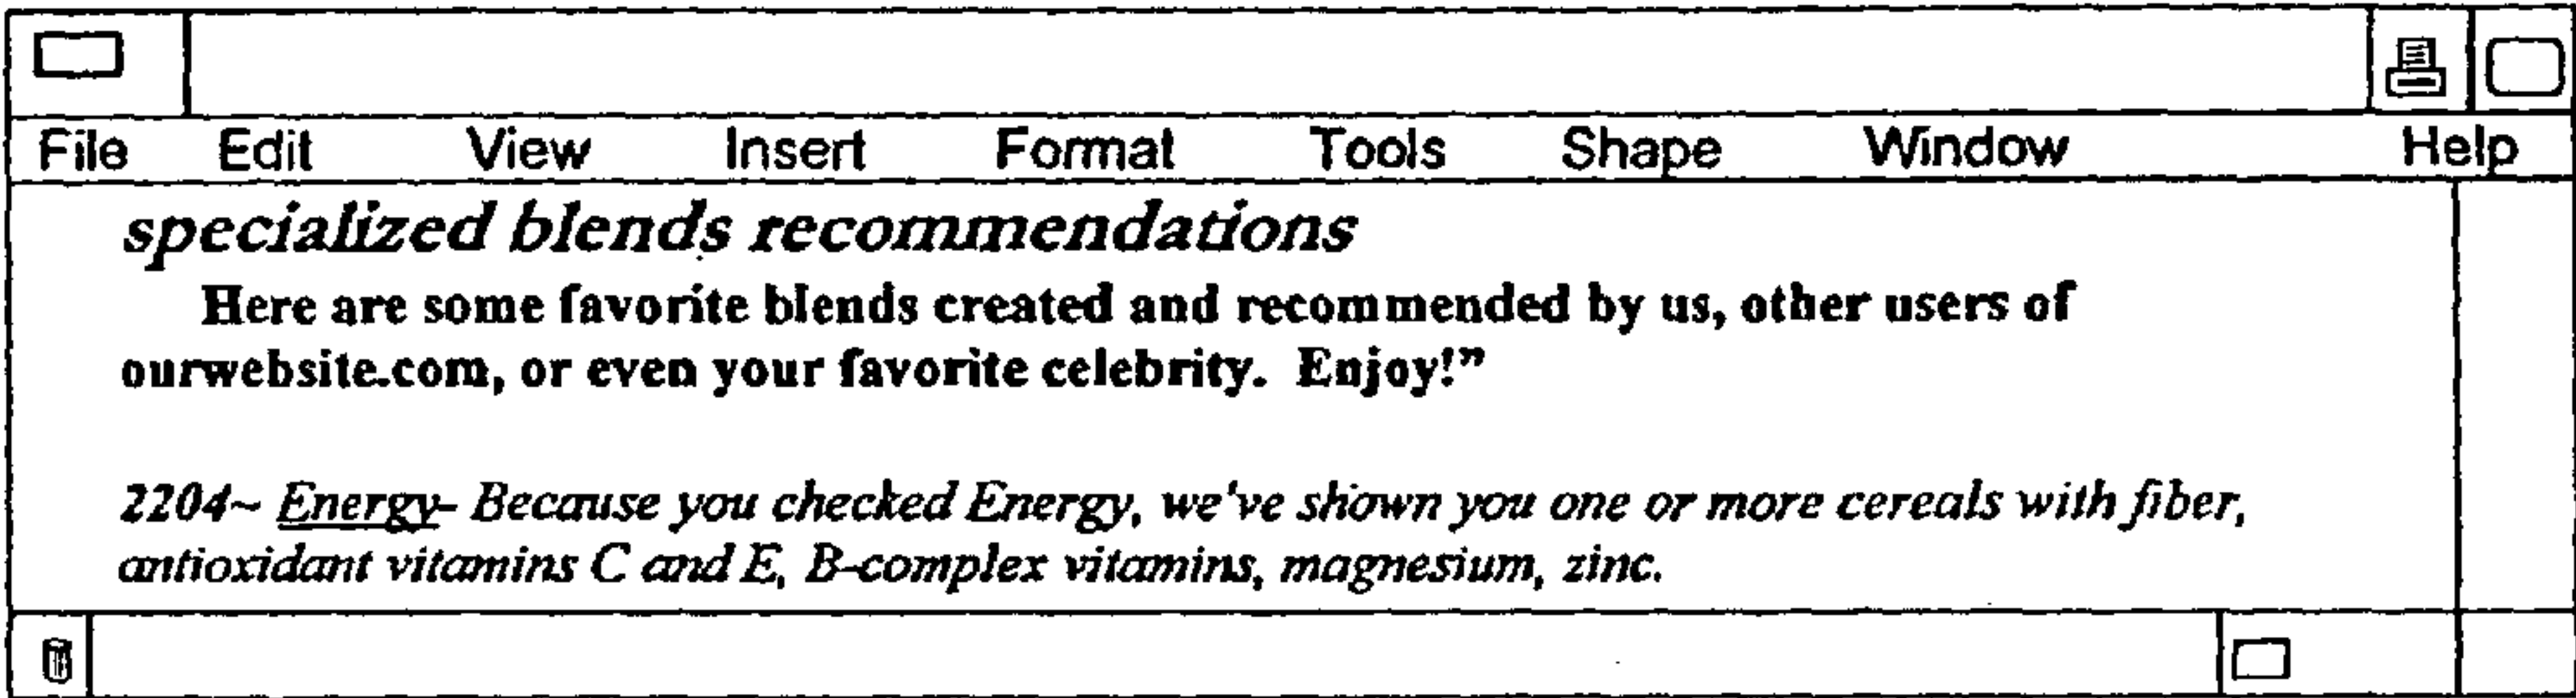 File Edit View Insert Format Tools Shape Window Help
specialized blends recommendations
Here are some favorite blends created and recommended by us, other users of
ourwebsite.com, or even your favorite celebrity. Enjoy!”
2204~ Energy- Because you checked Energy, we've shown you one or more cereals with fiber,
antioxidant vitamins C and E, B-complex vitamins, magnesium, zinc.